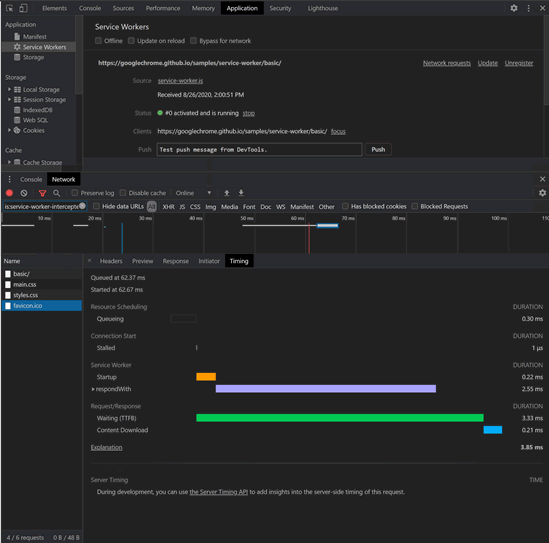 Elements Console Sources Performance Memory Application Security Lighthouse
Application
Manifest
Service Workers
Storage
Storage
Local Storage
Session Storage
IndexedDB
Web SQL
Cookies
Cache
Cache Storage
Service Workers
Offline Update on reload Bypass for network
https://googlechrome.github.io/samples/service-worker/basic/ Network requests Update Unregister
Source service-worker.js
Received 8/26/2020, 2:00:51 PM
Status #0 activated and is running stop
Clients https://googlechrome.github.io/samples/service-worker/basic/ focus
Push Test push message from DevTools. Push
Console Network
Preserve log Disable cache Online
is:service-worker-intercepte Hide data URLs All XHR JS CSS Img Media Font Doc WS Manifest Other Has blocked cookies Blocked Requests
10 ms 20 ms 30 ms 40 ms 50 ms 60 ms 70 ms 80 ms 90 ms 100 ms 110
Name
basic/
main.css
styles.css
favicon.ico
Headers Preview Response Initiator Timing
Queued at 62.37 ms
Started at 62.67 ms
Resource Scheduling DURATION
Queueing 0.30 ms
Connection Start DURATION
Stalled 1 µs
Service Worker DURATION
Startup 0.22 ms
respondWith 2.55 ms
Request/Response DURATION
Waiting (TTFB) 3.33 ms
Content Download 0.21 ms
Explanation 3.85 ms
Server Timing TIME
During development, you can use the Server Timing API to add insights into the server-side timing of this request.
4 / 6 requests 0 B / 48 B